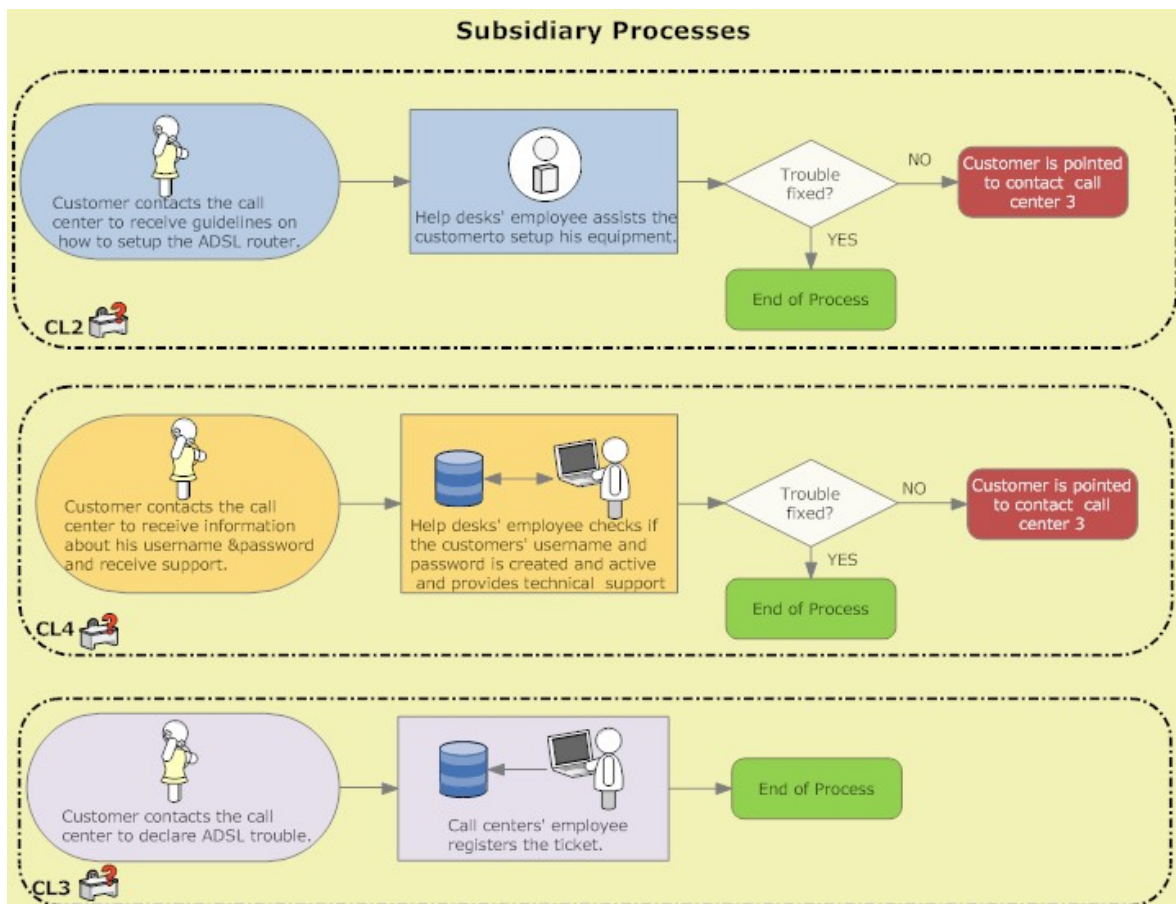 Subsidiary Processes
Customer contacts the call
center to receive guidelines on
how to setup the ADSL router.
Help desks' employee assists the
customerto setup his equipment.
Trouble
fixed?
NO
Customer is pointed
to contact call
center 3
YES
End of Process
CL2
Customer contacts the call
center to receive information
about his username &password
and receive support.
Help desks' employee checks if
the customers' username and
password is created and active
and provides technical support
Trouble
fixed?
NO
Customer is pointed
to contact call
center 3
YES
End of Process
CL4
Customer contacts the call
center to declare ADSL trouble.
Call centers' employee
registers the ticket.
End of Process
CL3